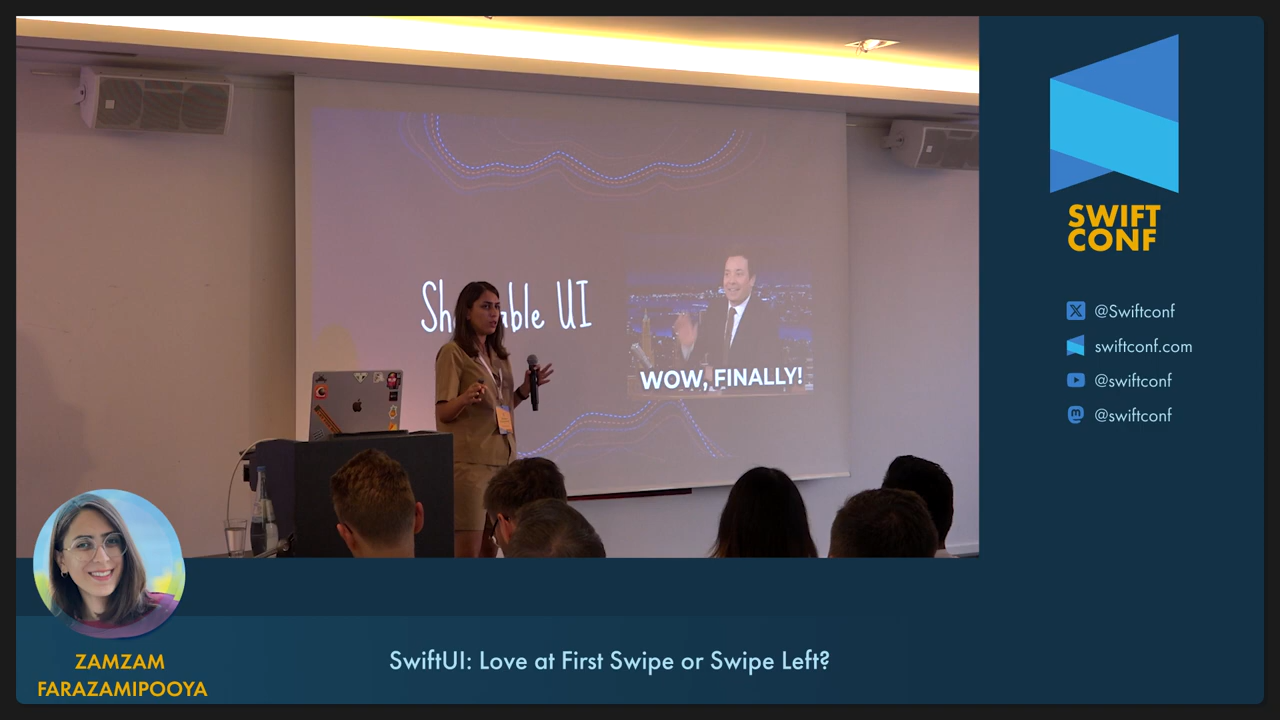 UI
WOW, FINALLY!
SWIFT
CONF
@Swiftconf
swiftconf.com
@swiftconf
@swiftconf
ZAMZAM
FARAZAMIPOOYA
SwiftUI: Love at First Swipe or Swipe Left?